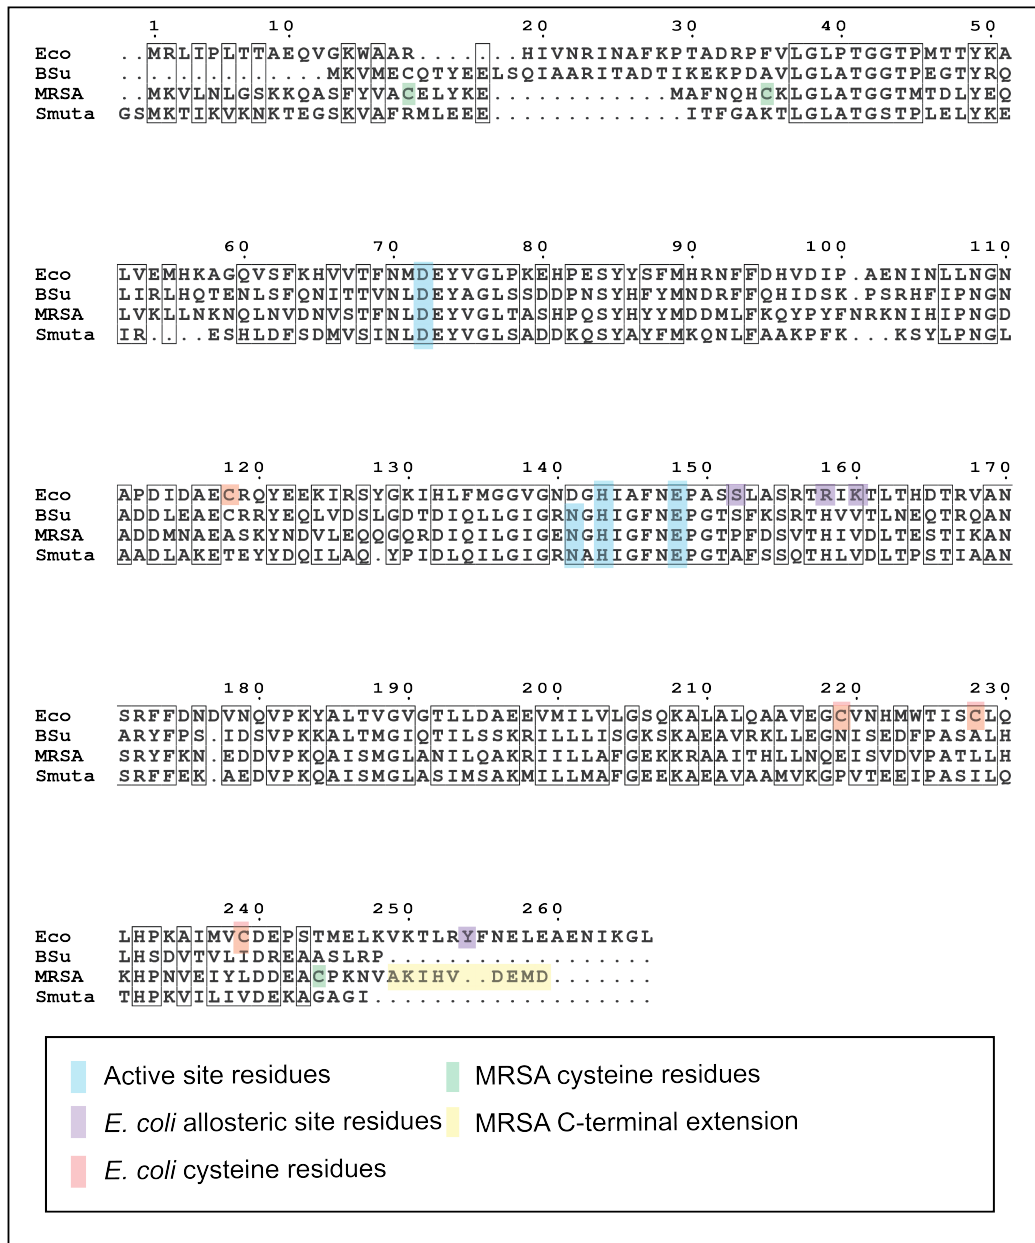 1 10 20 30 40 50
Eco ..MRLIPLTTAEQVGKWAAR.......HIVNRINAFKPTADRPFVLGLPTGGTPMTTYKA
BSu ..............MKVMECQTYEELSQIAARITADTIKEKPDAVLGLATGGTPEGTYRQ
MRSA ..MKVLNLGSKKQASFYVACELYKE............MAFNQHCKLGLATGGTMTDLYEQ
Smuta GSMKTIKVKNKTEGSKVAFRMLEEE.............ITFGAKTLGLATGSTPLELYKE
60 70 80 90 100 110
Eco LVEMHKAGQVSFKHVVTFNMDEYVGLPKEHPESYYSFMHRNFFDHVDIP.AENINLLNGN
BSu LIRLHQTENLSFQNITTVNLDEYAGLSSDDPNSYHFYMNDRFFQHIDSK.PSRHFIPNGN
MRSA LVKLLNKNQLNVDNVSTFNLDEYVGLTASHPQSYHYYMDDMLFKQYPYFNRKNIHIPNGD
Smuta IR....ESHLDFSDMVSINLDEYVGLSADDKQSYAYFMKQNLFAAKPFK...KSYLPNGL
120 130 140 150 160 170
Eco APDIDAECRQYEEKIRSYGKIHLFMGGVGNDGHIAFNEPASSLASRTRIKTLTHDTRVAN
BSu ADDLEAECRRYEQLVDSLGDTDIQLLGIGRNGHIGFNEPGTSFKSRTHVVTLNEQTRQAN
MRSA ADDMNAEASKYNDVLEQQGQRDIQILGIGENGHIGFNEPGTPFDSVTHIVDLTESTIKAN
Smuta AADLAKETEYYDQILAQ.YPIDLQILGIGRNAHIGFNEPGTAFSSQTHLVDLTPSTIAAN
180 190 200 210 220 230
Eco SRFFDNDVNQVPKYALTVGVGTLLDAEEVMILVLGSQKALALQAAVEGCVNHMWTISCLQ
BSu ARYFPS.IDSVPKKALTMGIQTILSSKRILLLISGKSKAEAVRKLLEGNISEDFPASALH
MRSA SRYFKN.EDDVPKQAISMGLANILQAKRIILLAFGEKKRAAITHLLNQEISVDVPATLLH
Smuta SRFFEK.AEDVPKQAISMGLASIMSAKMILLMAFGEEKAEAVAAMVKGPVTEEIPASILQ
240 250 260
Eco LHPKAIMVCDEPSTMELKVKTLRYFNELEAENIKGL
BSu LHSDVTVLIDREAASLRP..................
MRSA KHPNVEIYLDDEACPKNVAKIHV..DEMD.......
Smuta THPKVILIVDEKAGAGI...................
Active site residues
E. coli allosteric site residues
E. coli cysteine residues
MRSA cysteine residues
MRSA C-terminal extension